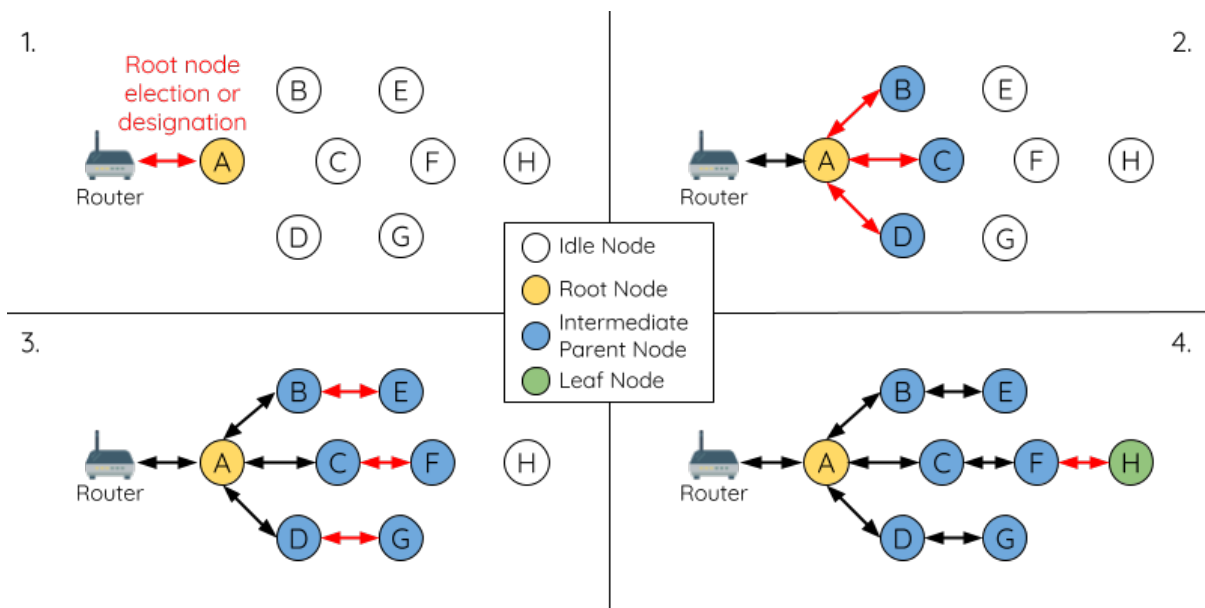 1.
Root node
election or
designation
B E
A C F H
Router
D G
2.
B E
A C F H
Router
D G
Idle Node
Root Node
Intermediate
Parent Node
Leaf Node
3.
B E
A C F H
Router
D G
4.
B E
A C F H
Router
D G